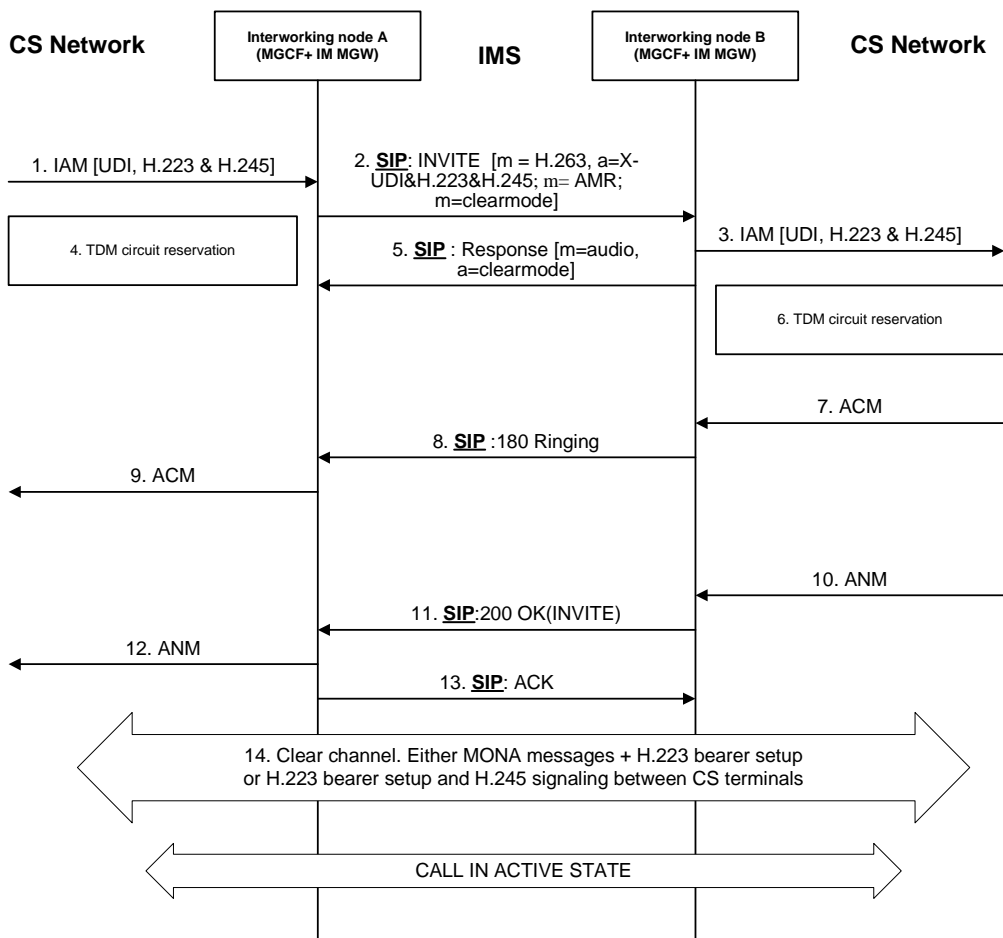 CS Network
Interworking node A
(MGCF+ IM MGW)
IMS
Interworking node B
(MGCF+ IM MGW)
CS Network
1. IAM [UDI, H.223 & H.245]
2. SIP: INVITE [m = H.263, a=X-
UDI&H.223&H.245; m= AMR;
m=clearmode]
3. IAM [UDI, H.223 & H.245]
4. TDM circuit reservation
5. SIP : Response [m=audio,
a=clearmode]
6. TDM circuit reservation
7. ACM
8. SIP :180 Ringing
9. ACM
10. ANM
11. SIP:200 OK(INVITE)
12. ANM
13. SIP: ACK
14. Clear channel. Either MONA messages + H.223 bearer setup
or H.223 bearer setup and H.245 signaling between CS terminals
CALL IN ACTIVE STATE